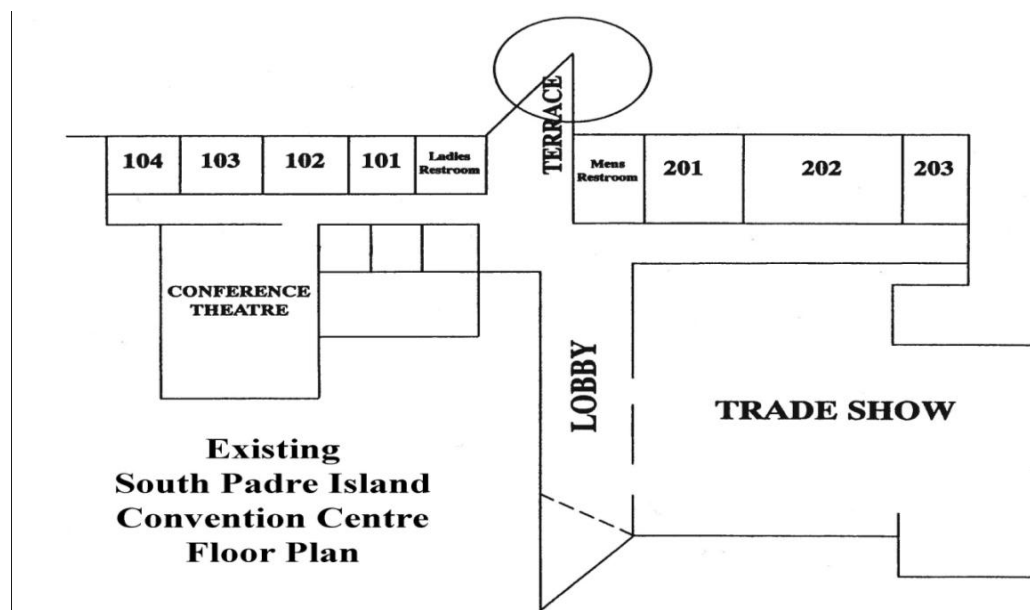 TERRACE
104
103
102
101
Ladies
Restroom
Mens
Restroom
201
202
203
CONFERENCE
THEATRE
LOBBY
TRADE SHOW
Existing
South Padre Island
Convention Centre
Floor Plan